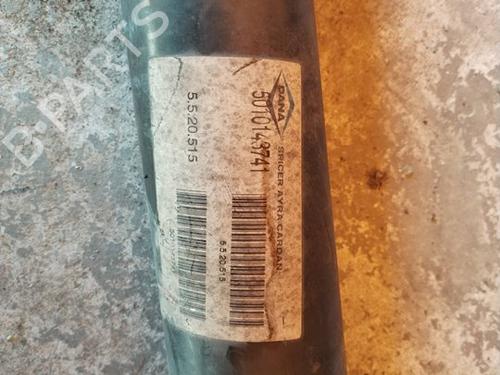 B-PARTS
DANA
SPICER AYRA CARDAN
5010143741
5.5.20.515
5.5.20.515